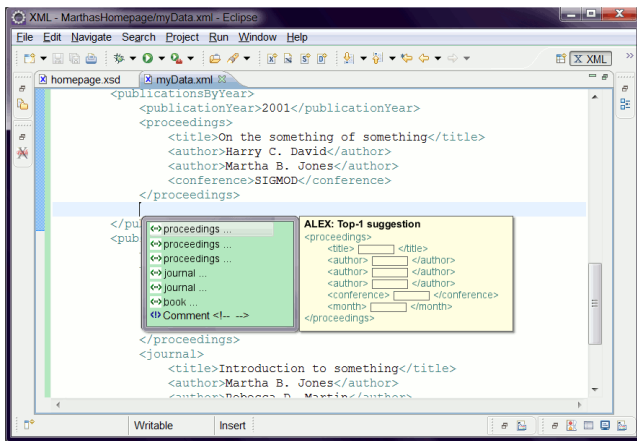 XML - MarthasHomepage/myData.xml - Eclipse
File Edit Navigate Search Project Run Window Help
X XML
homepage.xsd myData.xml
<publicationsByYear>
<publicationYear>2001</publicationYear>
<proceedings>
<title>On the something of something</title>
<author>Harry C. David</author>
<author>Martha B. Jones</author>
<conference>SIGMOD</conference>
</proceedings>
</pu
<pub
proceedings ...
proceedings ...
proceedings ...
journal ...
journal ...
book ...
Comment <!-- -->
ALEX: Top-1 suggestion
<proceedings>
<title> </title>
<author> </author>
<author> </author>
<author> </author>
<conference> </conference>
<month> </month>
</proceedings>
</proceedings>
<journal>
<title>Introduction to something</title>
<author>Martha B. Jones</author>
<author>Rebecca D. Martin</author>
Writable Insert